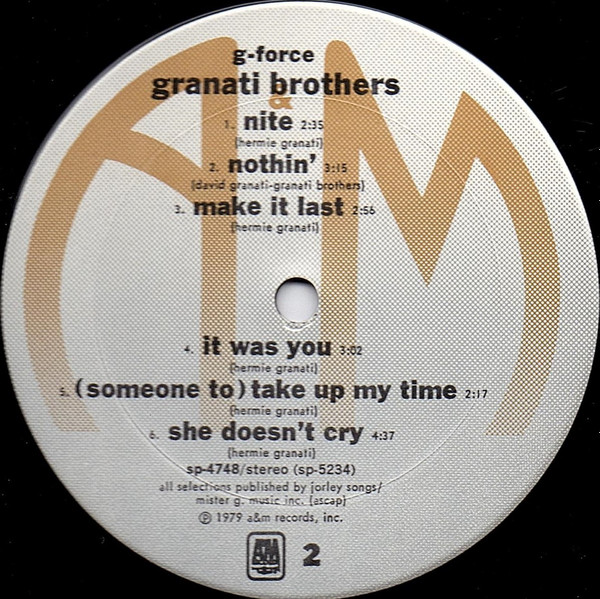 g-force
granati brothers
&
1. nite 2:35
(hermie granati)
2. nothin' 3:15
(david granati-granati brothers)
3. make it last 2:56
(hermie granati)
4. it was you 3:02
(hermie granati)
5. (someone to) take up my time 2:17
(hermie granati)
6. she doesn't cry 4:37
(hermie granati)
sp-4748/stereo (sp-5234)
all selections published by jorley songs/
mister g. music inc. (ascap)
℗ 1979 a&m records, inc.
A&M
2